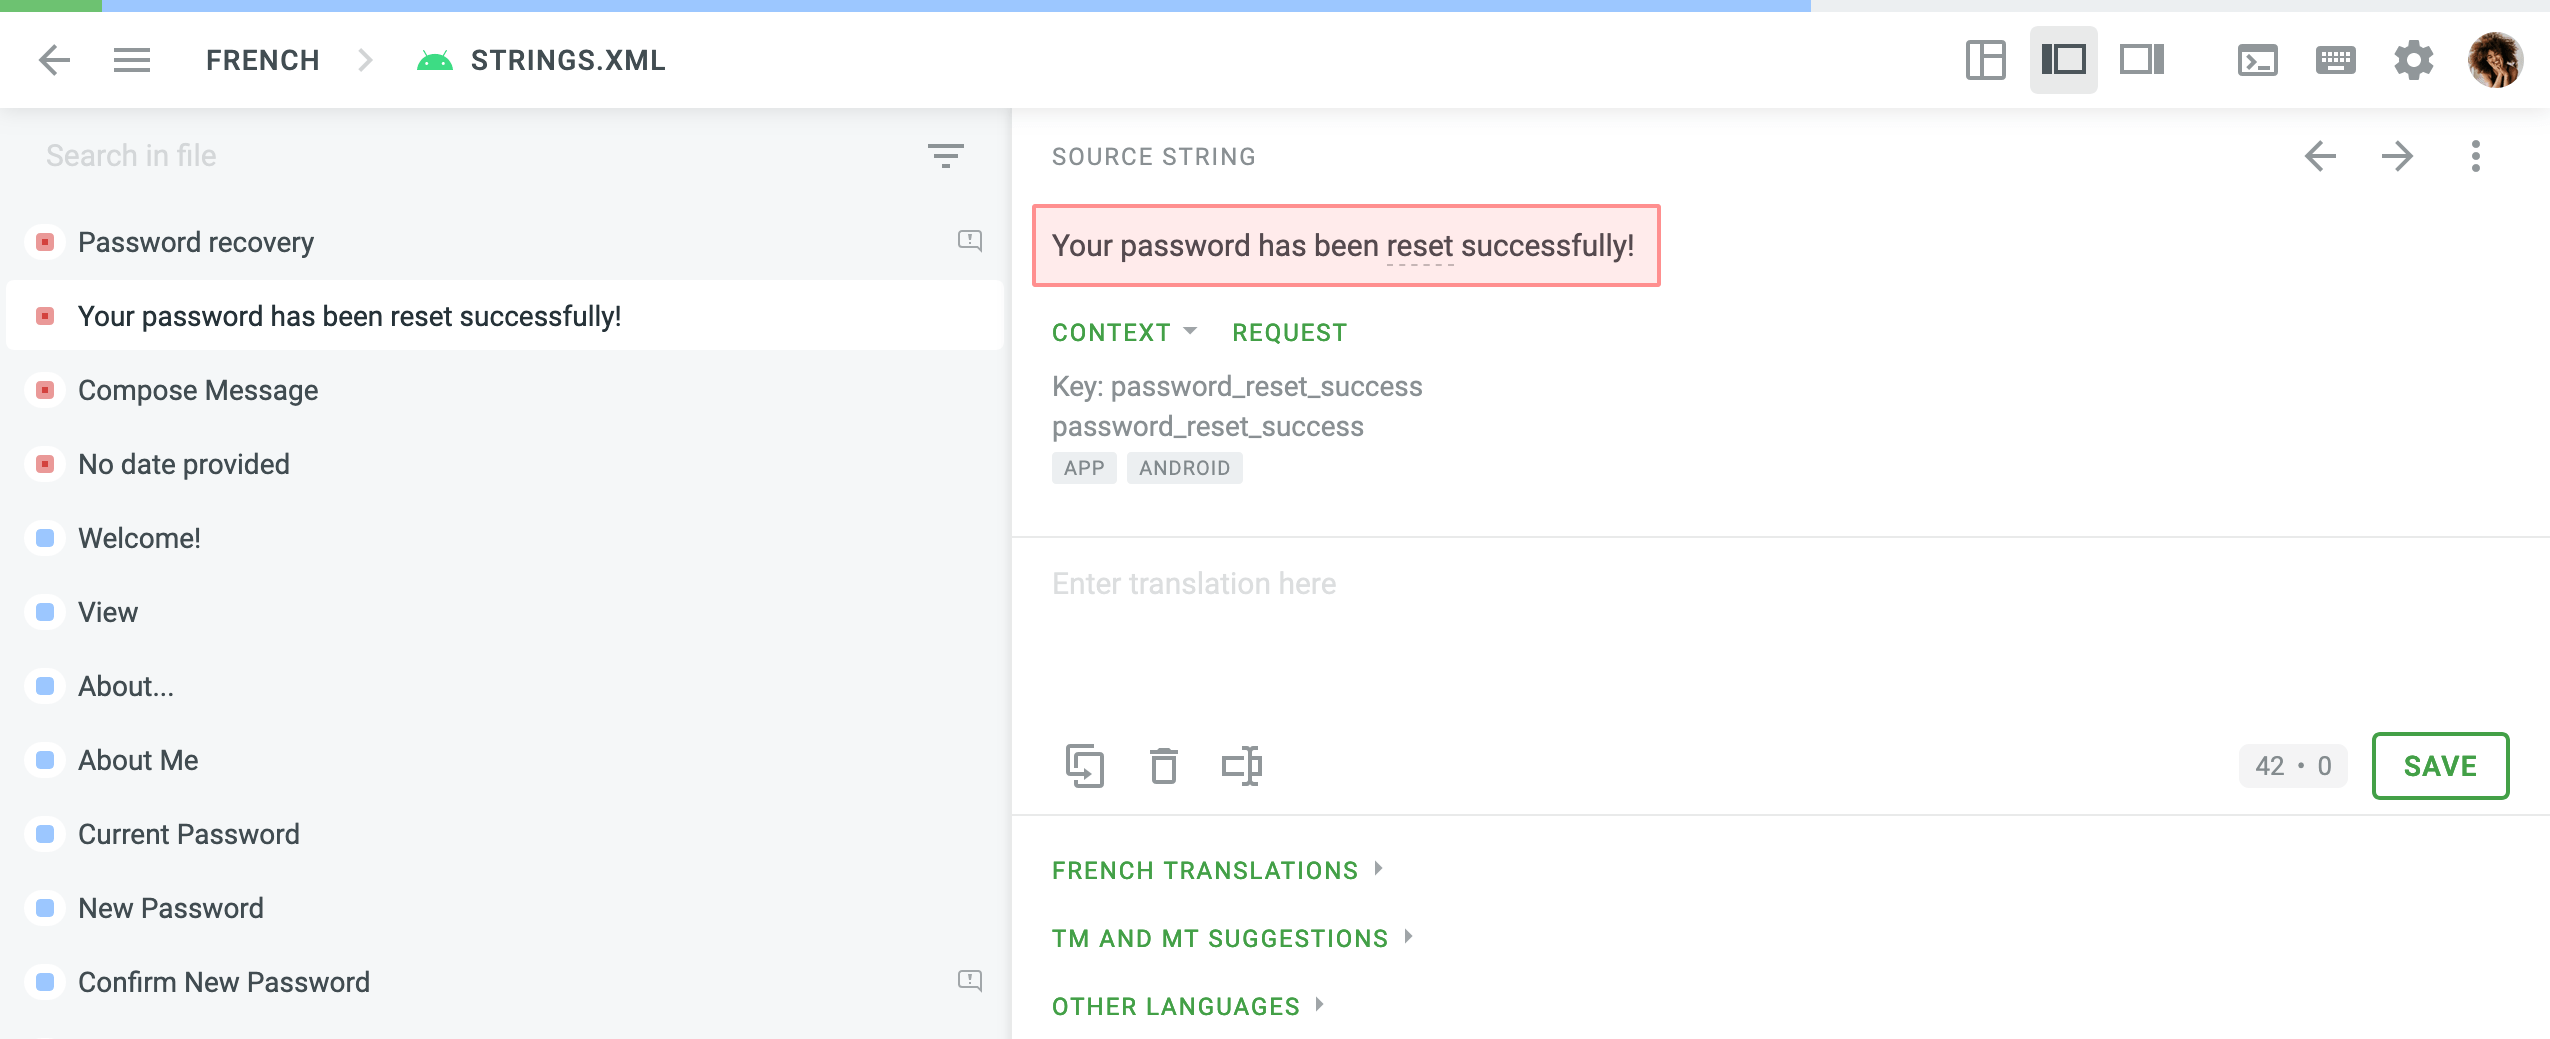 FRENCH
STRINGS.XML
Search in file
Password recovery
Your password has been reset successfully!
Compose Message
No date provided
Welcome!
View
About...
About Me
Current Password
New Password
Confirm New Password
SOURCE STRING
Your password has been reset successfully!
CONTEXT REQUEST
Key: password_reset_success
password_reset_success
APP ANDROID
Enter translation here
42 • 0 SAVE
FRENCH TRANSLATIONS
TM AND MT SUGGESTIONS
OTHER LANGUAGES